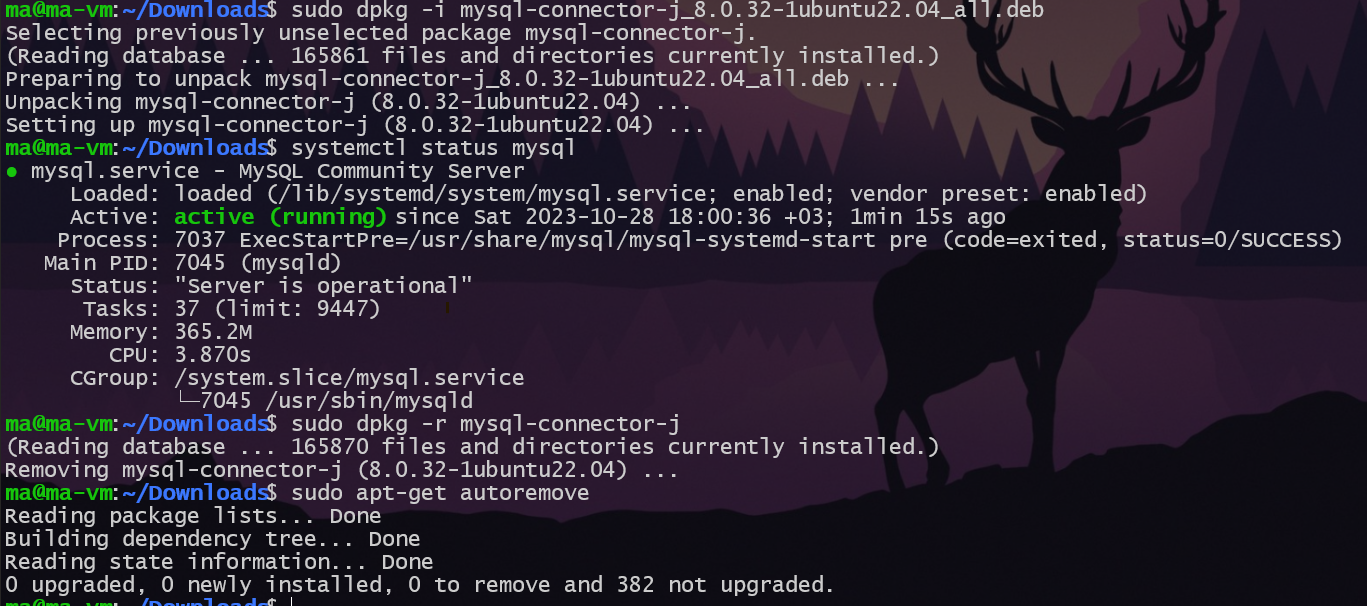 ma@ma-vm:~/Downloads$ sudo dpkg -i mysql-connector-j_8.0.32-1ubuntu22.04_all.deb
Selecting previously unselected package mysql-connector-j.
(Reading database ... 165861 files and directories currently installed.)
Preparing to unpack mysql-connector-j_8.0.32-1ubuntu22.04_all.deb ...
Unpacking mysql-connector-j (8.0.32-1ubuntu22.04) ...
Setting up mysql-connector-j (8.0.32-1ubuntu22.04) ...
ma@ma-vm:~/Downloads$ systemctl status mysql
● mysql.service - MySQL Community Server
     Loaded: loaded (/lib/systemd/system/mysql.service; enabled; vendor preset: enabled)
     Active: active (running) since Sat 2023-10-28 18:00:36 +03; 1min 15s ago
    Process: 7037 ExecStartPre=/usr/share/mysql/mysql-systemd-start pre (code=exited, status=0/SUCCESS)
   Main PID: 7045 (mysqld)
     Status: "Server is operational"
      Tasks: 37 (limit: 9447)
     Memory: 365.2M
        CPU: 3.870s
     CGroup: /system.slice/mysql.service
             └─7045 /usr/sbin/mysqld
ma@ma-vm:~/Downloads$ sudo dpkg -r mysql-connector-j
(Reading database ... 165870 files and directories currently installed.)
Removing mysql-connector-j (8.0.32-1ubuntu22.04) ...
ma@ma-vm:~/Downloads$ sudo apt-get autoremove
Reading package lists... Done
Building dependency tree... Done
Reading state information... Done
0 upgraded, 0 newly installed, 0 to remove and 382 not upgraded.
ma@ma-vm:~/Downloads$